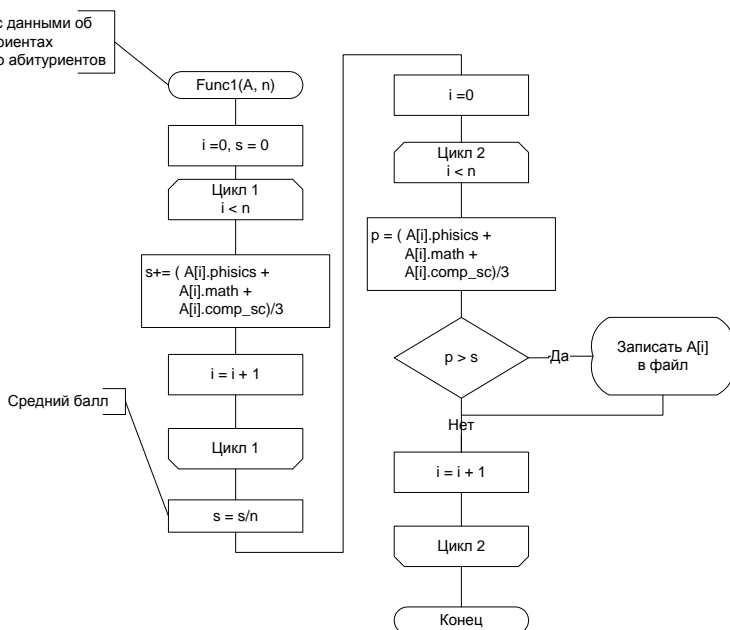 с данными об
абитуриентов
Func1(A, n)
i =0, s = 0
Цикл 1
i < n
s+= ( A[i].phisics +
A[i].math +
A[i].comp_sc)/3
i = i + 1
Средний балл
Цикл 1
s = s/n
i =0
Цикл 2
i < n
p = ( A[i].phisics +
A[i].math +
A[i].comp_sc)/3
p > s
Да
Записать A[i]
в файл
Нет
i = i + 1
Цикл 2
Конец